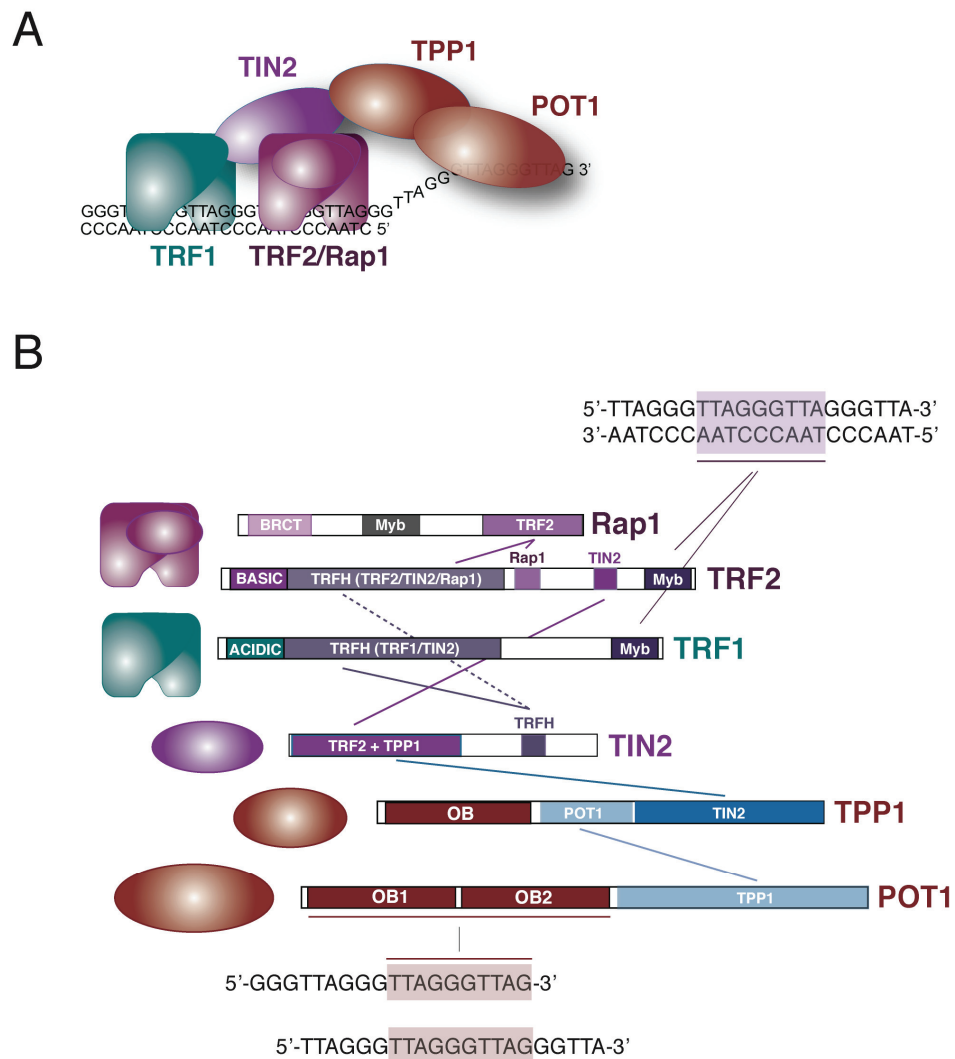 A
TPP1
TIN2
POT1
GTTAGGGTTAG 3’
TTAGG
GGGT GTTAGGGT GTTAGGG
CCCAATCCCAATCCCAATCCCAATC 5’
TRF1 TRF2/Rap1
B
5’-TTAGGGTTAGGGTTAGGGTTA-3’
3’-AATCCCAATCCCAATCCCAAT-5’
BRCT Myb TRF2 Rap1
Rap1 TIN2
BASIC TRFH (TRF2/TIN2/Rap1) Myb TRF2
ACIDIC TRFH (TRF1/TIN2) Myb TRF1
TRFH
TRF2 + TPP1 TIN2
OB POT1 TIN2 TPP1
OB1 OB2 TPP1 POT1
5’-GGGTTAGGGTTAGGGTTAG-3’
5’-TTAGGGTTAGGGTTAGGGTTA-3’